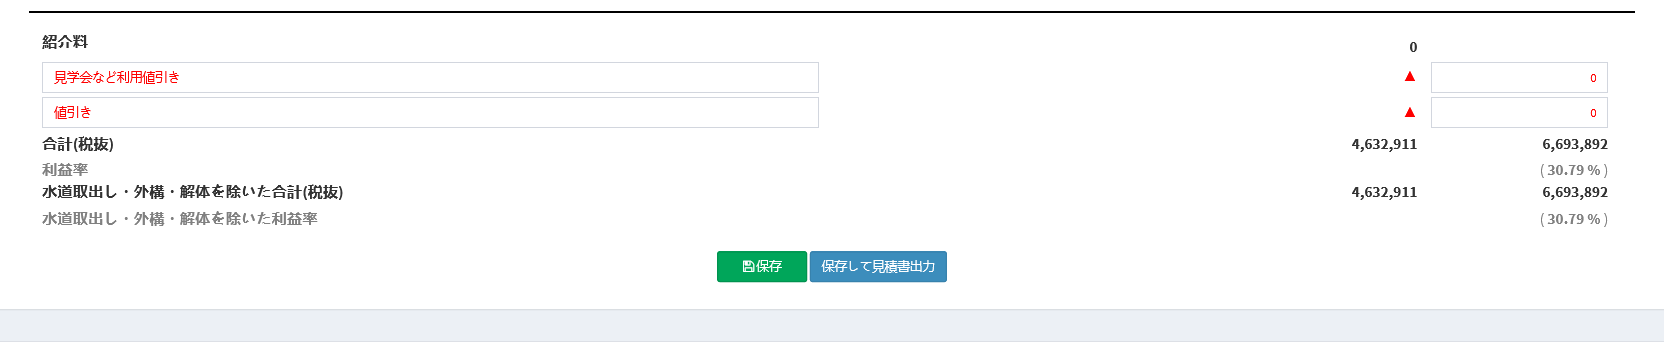 紹介料 0
見学会など利用値引き ▲ 0
値引き ▲ 0
合計(税抜) 4,632,911 6,693,892
利益率 ( 30.79 % )
水道取出し・外構・解体を除いた合計(税抜) 4,632,911 6,693,892
水道取出し・外構・解体を除いた利益率 ( 30.79 % )
保存 保存して見積書出力